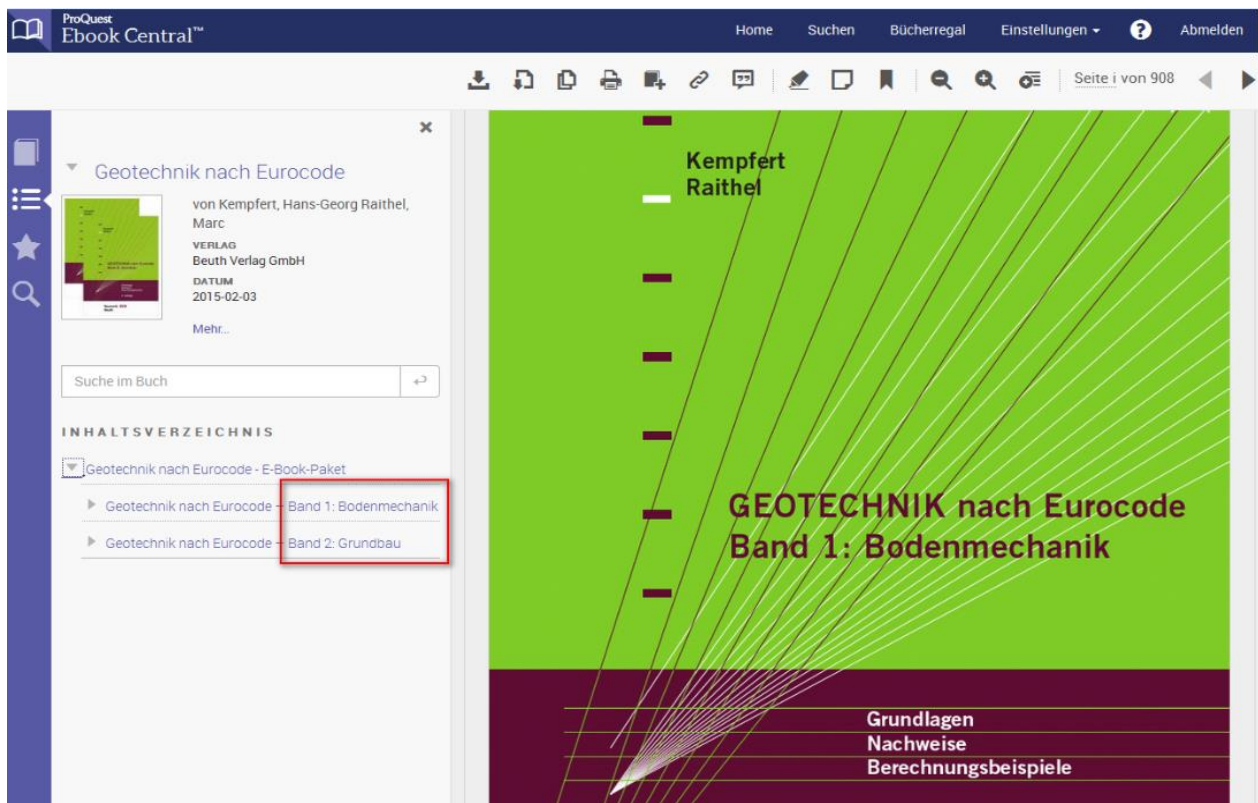 ProQuest
Ebook Central™
Home Suchen Bücherregal Einstellungen ? Abmelden
Seite i von 908
Geotechnik nach Eurocode
von Kempfert, Hans-Georg Raithel,
Marc
VERLAG
Beuth Verlag GmbH
DATUM
2015-02-03
Mehr...
Suche im Buch
INHALTSVERZEICHNIS
Geotechnik nach Eurocode - E-Book-Paket
Geotechnik nach Eurocode – Band 1: Bodenmechanik
Geotechnik nach Eurocode – Band 2: Grundbau
Kempfert
Raithel
GEOTECHNIK nach Eurocode
Band 1: Bodenmechanik
Grundlagen
Nachweise
Berechnungsbeispiele